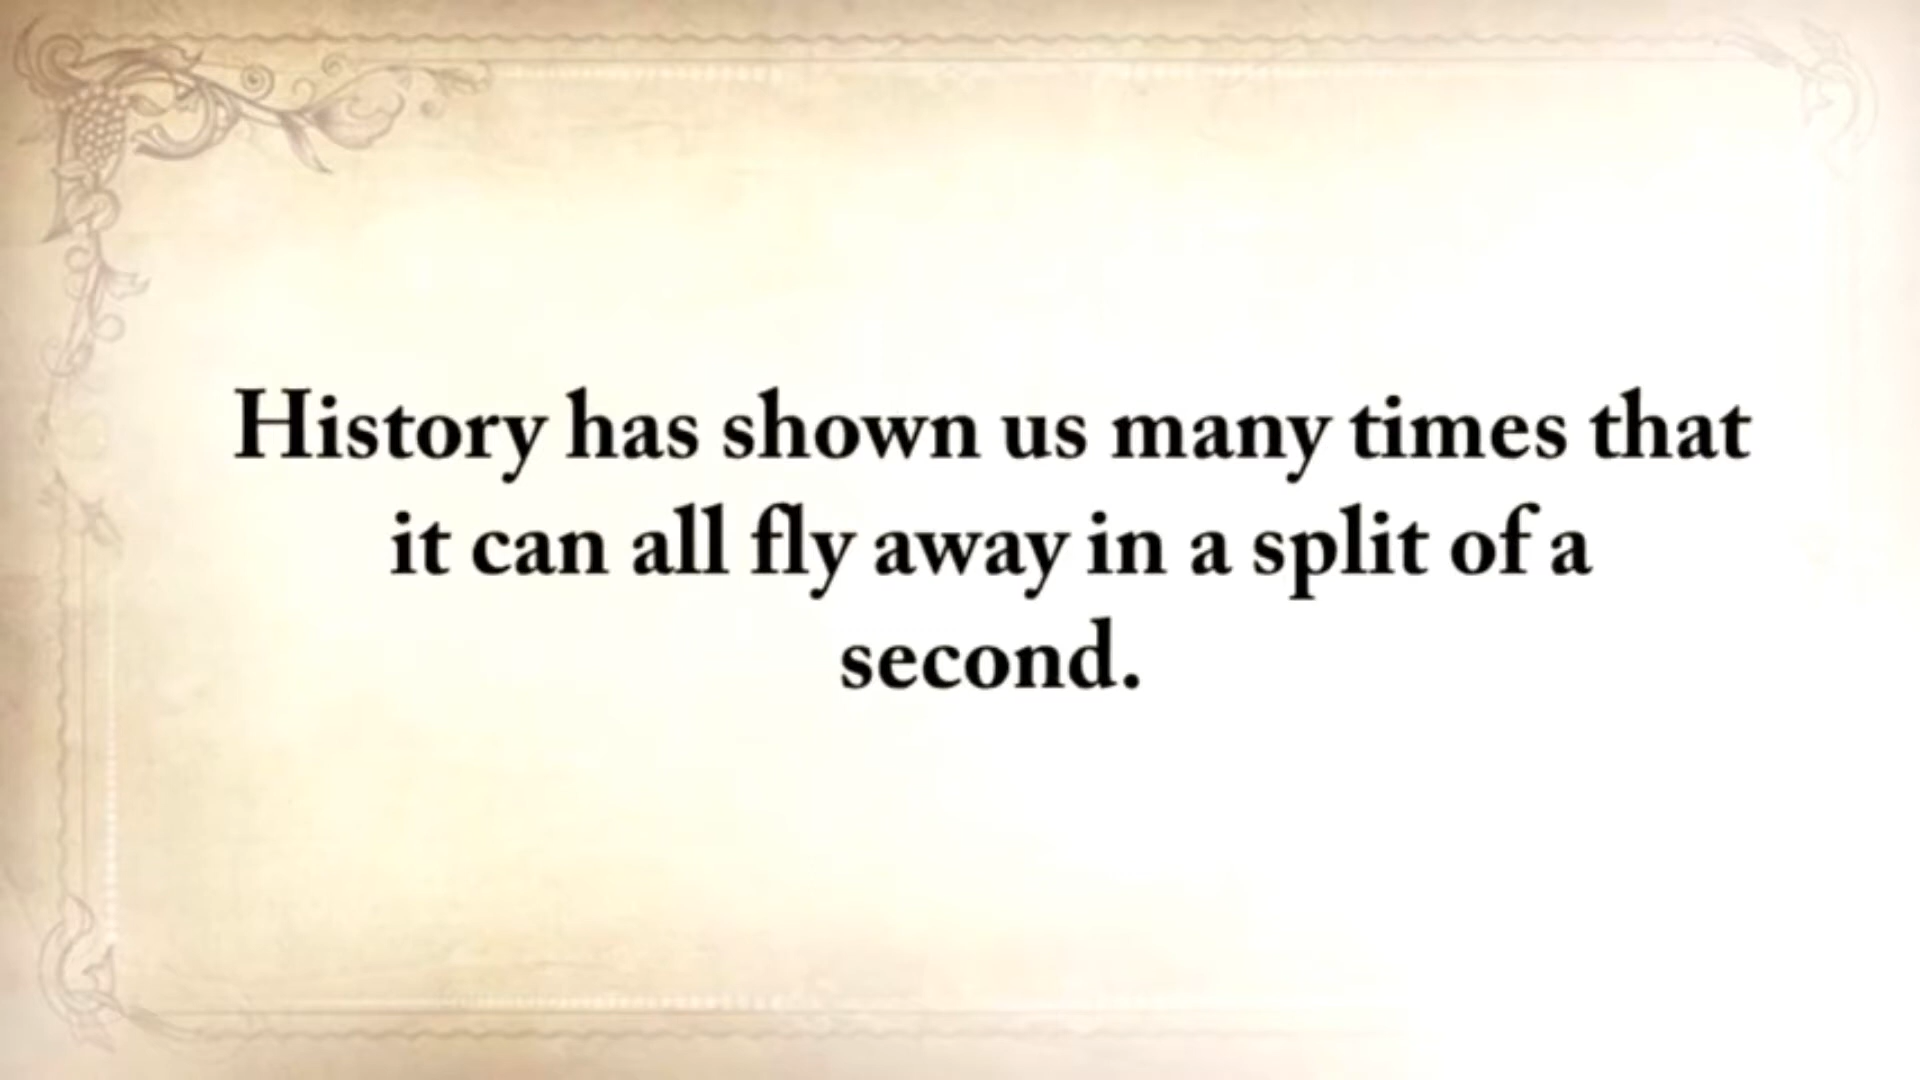 History has shown us many times that
it can all fly away in a split of a
second.